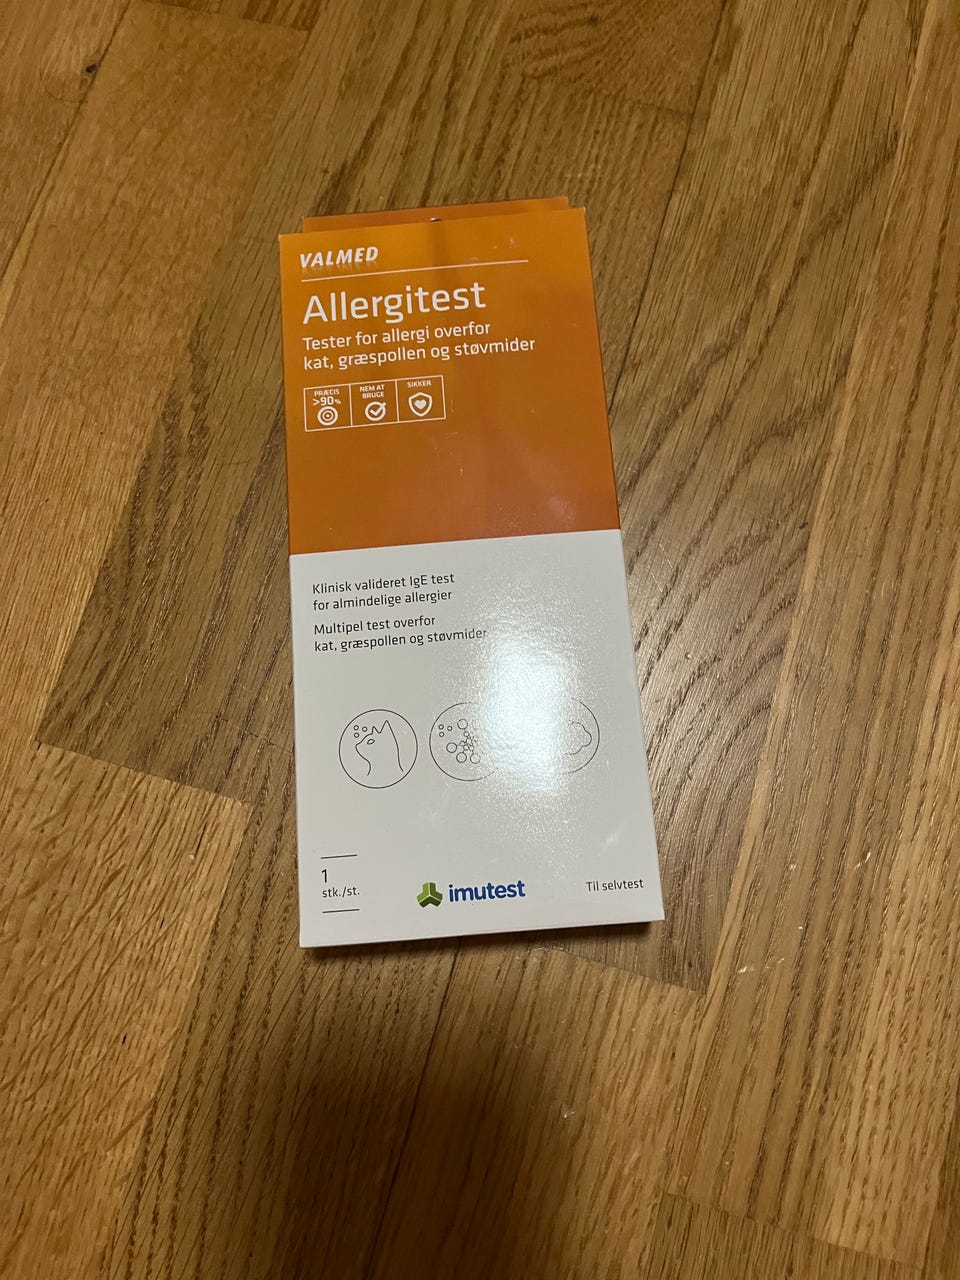 VALMED
Allergitest
Tester for allergi overfor
kat, græspollen og støvmider
PRÆCIS
>90%
NEM AT
BRUGE
SIKKER
Klinisk valideret IgE test
for almindelige allergier
Multipel test overfor
kat, græspollen og støvmider
1
stk./st.
imutest
Til selvtest